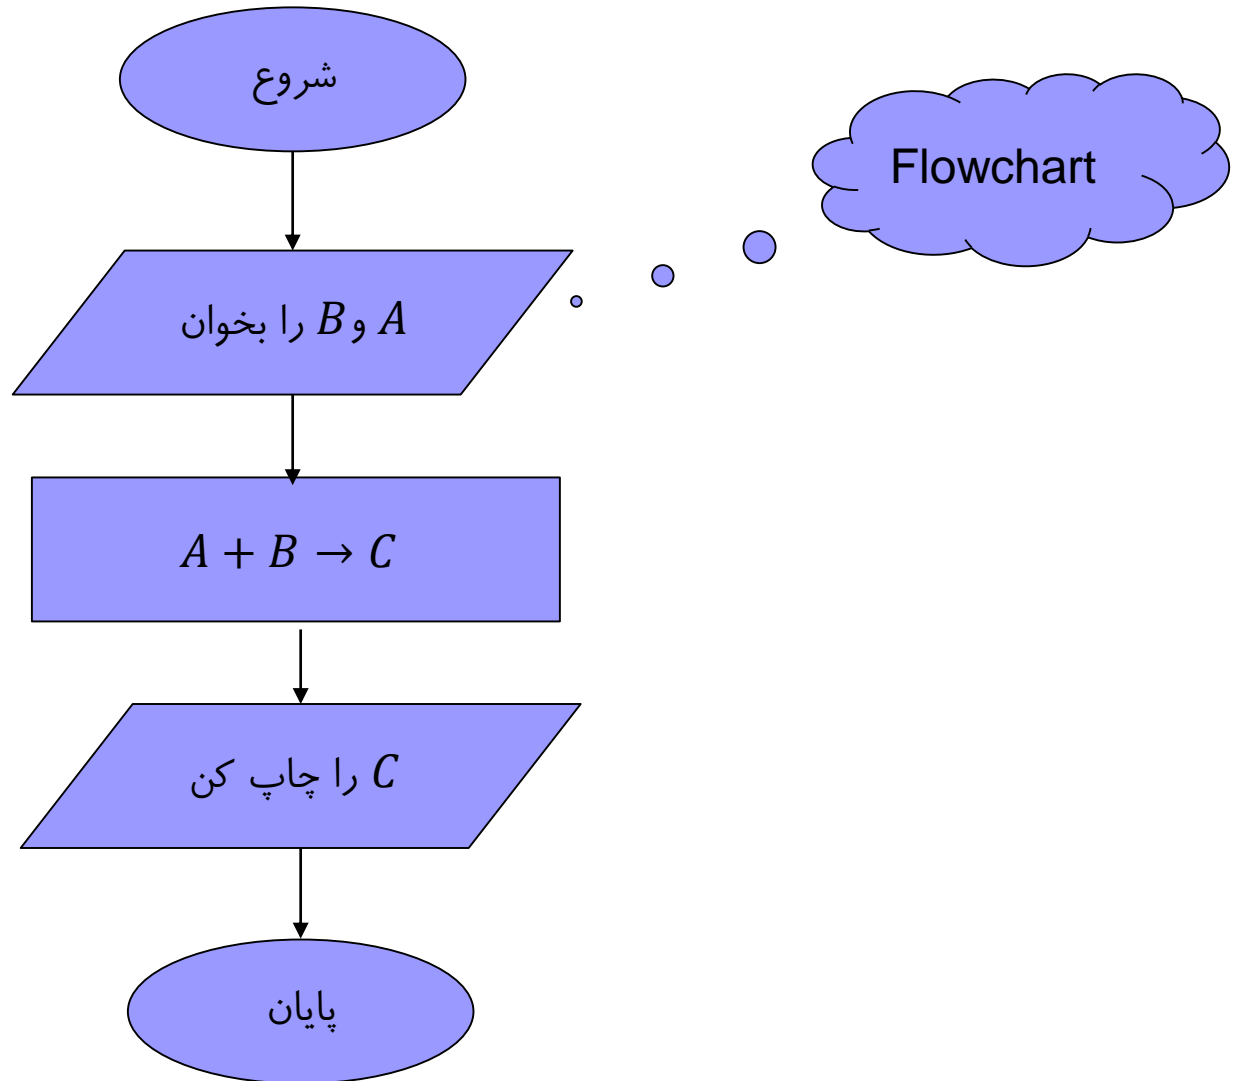 شروع
Flowchart
A و B را بخوان
A + B → C
C را چاپ کن
پایان